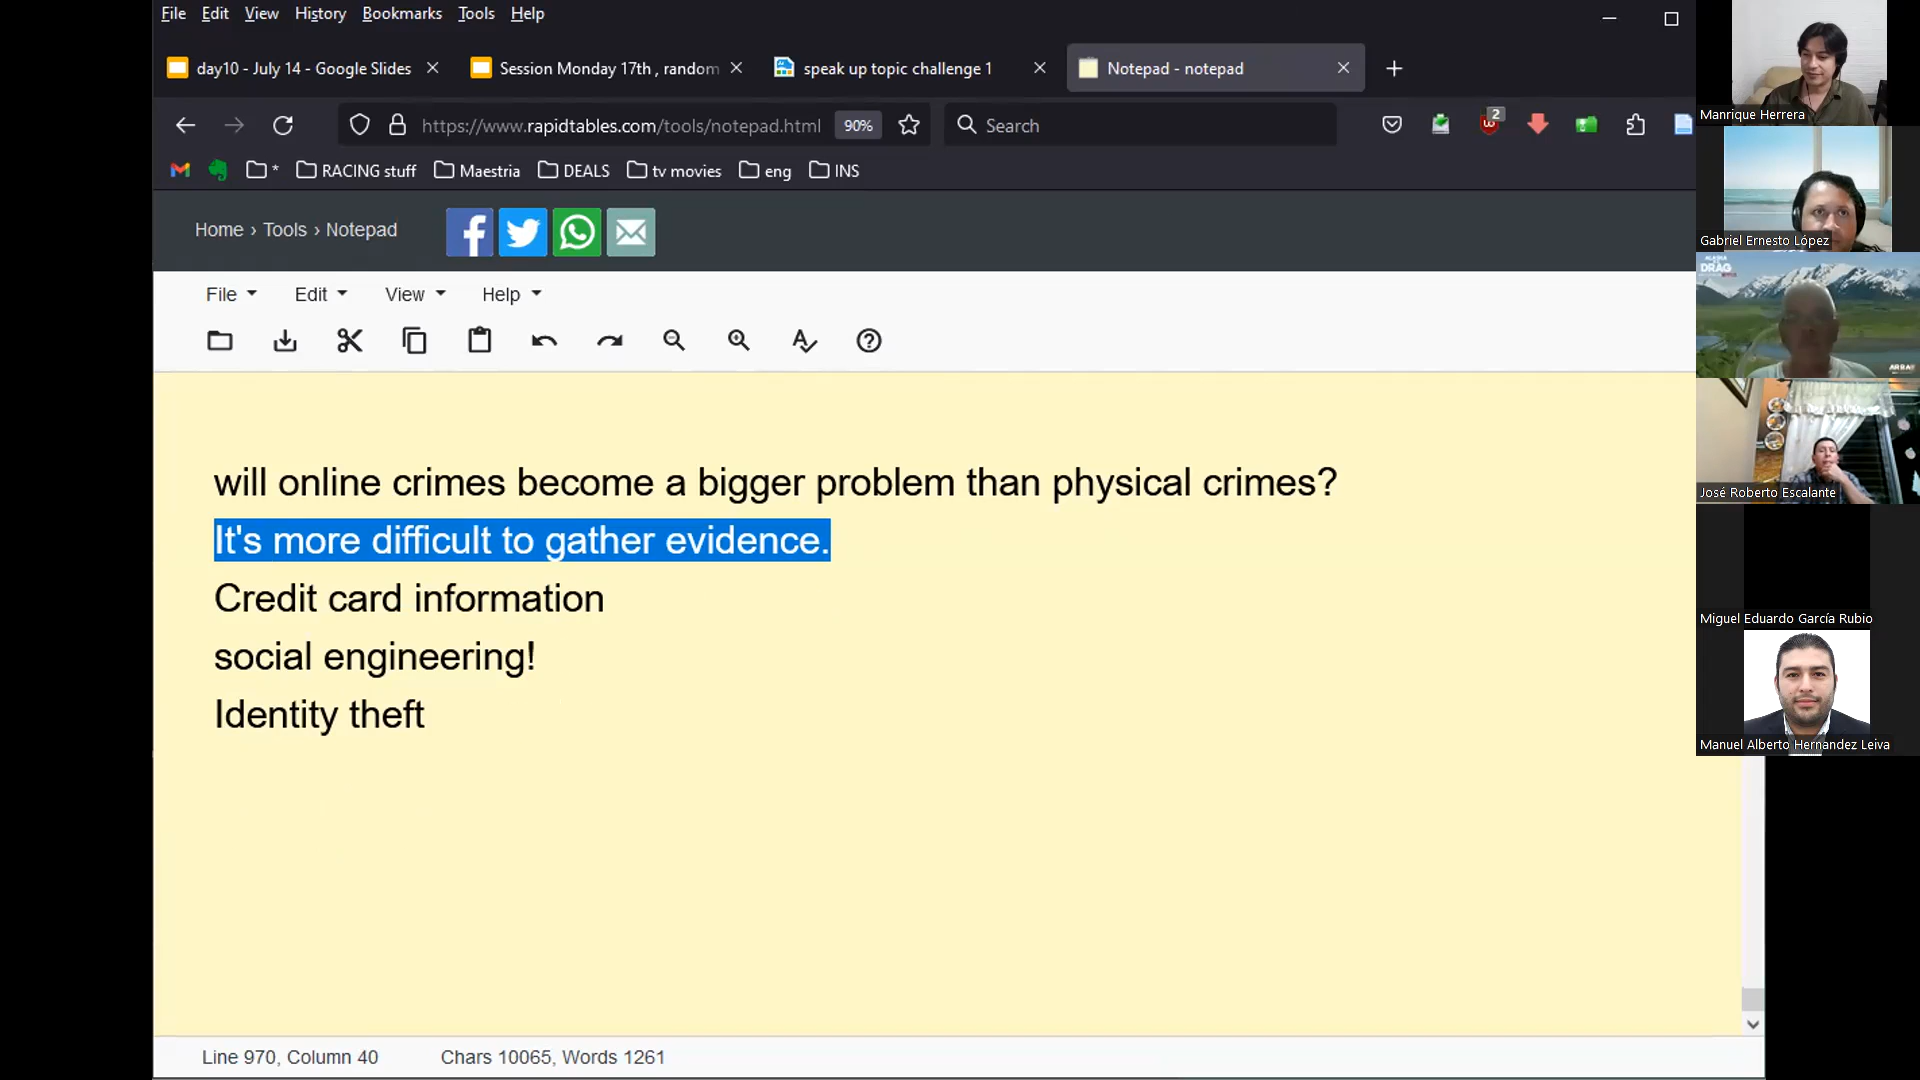 File Edit View History Bookmarks Tools Help
day10 - July 14 - Google Slides
Session Monday 17th , random
speak up topic challenge 1
Notepad - notepad
https://www.rapidtables.com/tools/notepad.html
90%
Search
2
*
RACING stuff
Maestria
DEALS
tv movies
eng
INS
Home › Tools › Notepad
File Edit View Help
will online crimes become a bigger problem than physical crimes?
It's more difficult to gather evidence.
Credit card information
social engineering!
Identity theft
Line 970, Column 40
Chars 10065, Words 1261
Manrique Herrera
Gabriel Ernesto López
ALASKA
DRAG
José Roberto Escalante
Miguel Eduardo García Rubio
Manuel Alberto Hernandez Leiva